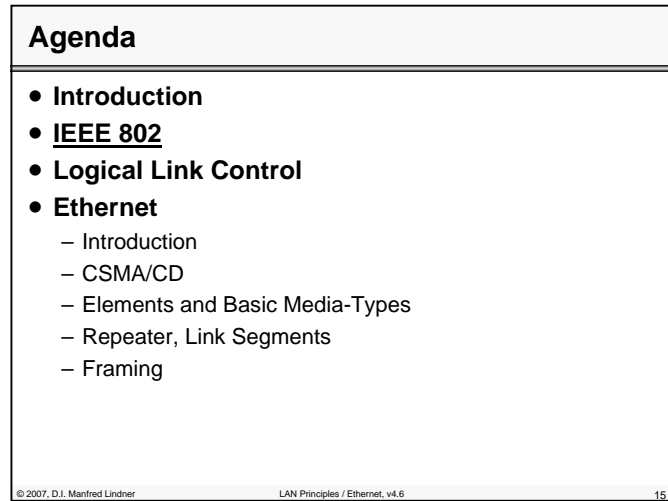 Agenda
• Introduction
• IEEE 802
• Logical Link Control
• Ethernet
– Introduction
– CSMA/CD
– Elements and Basic Media-Types
– Repeater, Link Segments
– Framing
© 2007, D.I. Manfred Lindner LAN Principles / Ethernet, v4.6 15